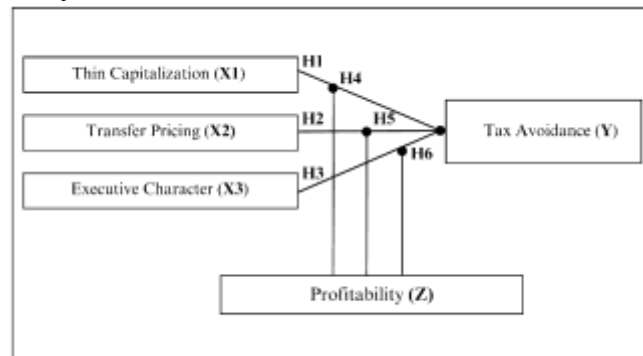 H1
Thin Capitalization (X1)
H4
H2
H5
Transfer Pricing (X2)
Tax Avoidance (Y)
H6
H3
Executive Character (X3)
Profitability (Z)